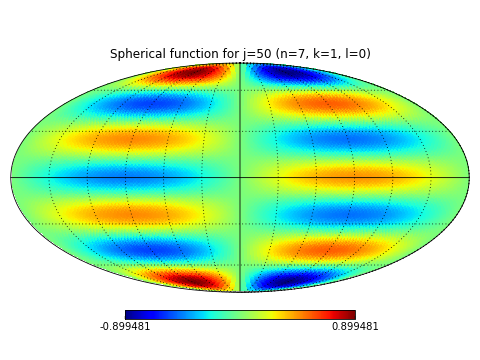 Spherical function for j=50 (n=7, k=1, l=0)
-0.899481 0.899481